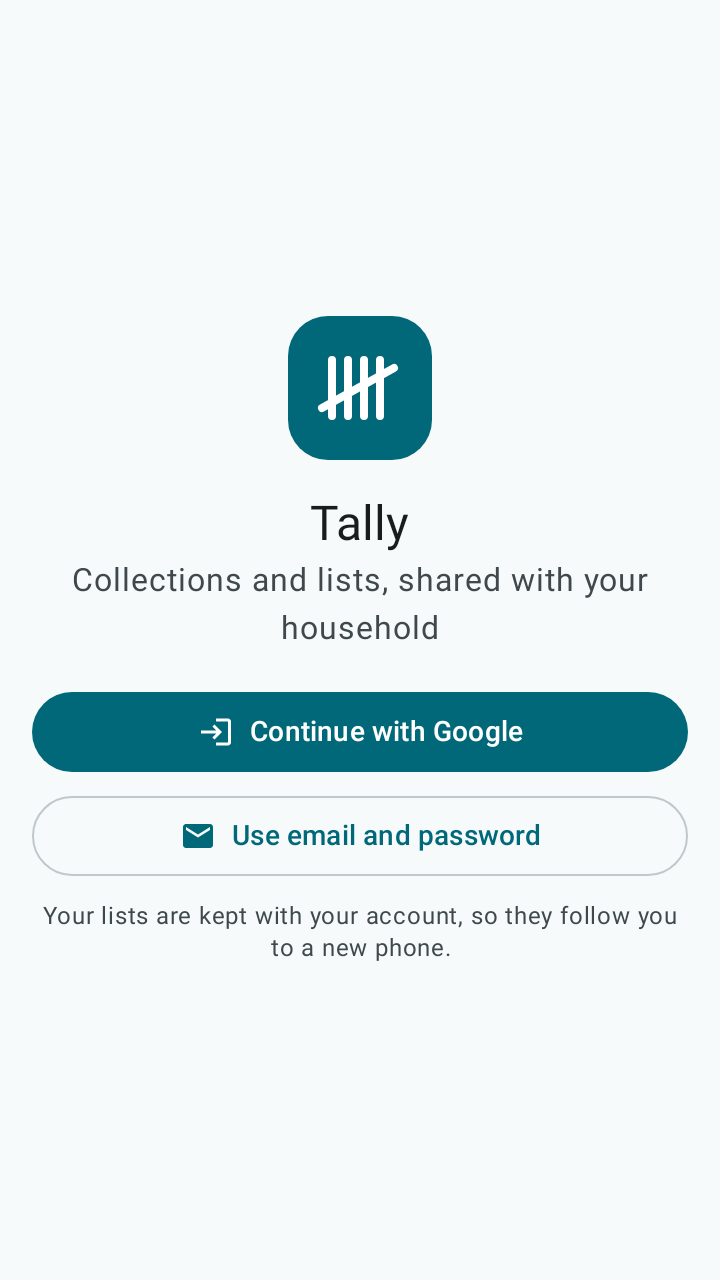 Tally
Collections and lists, shared with your
household
Continue with Google
Use email and password
Your lists are kept with your account, so they follow you
to a new phone.